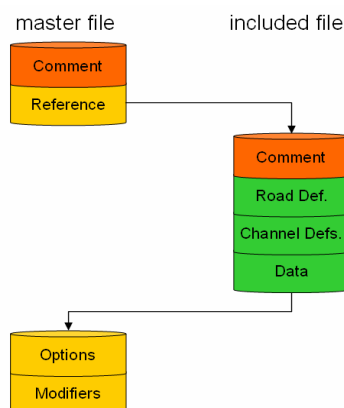 master file
included file
Comment
Reference
Comment
Road Def.
Channel Defs.
Data
Options
Modifiers